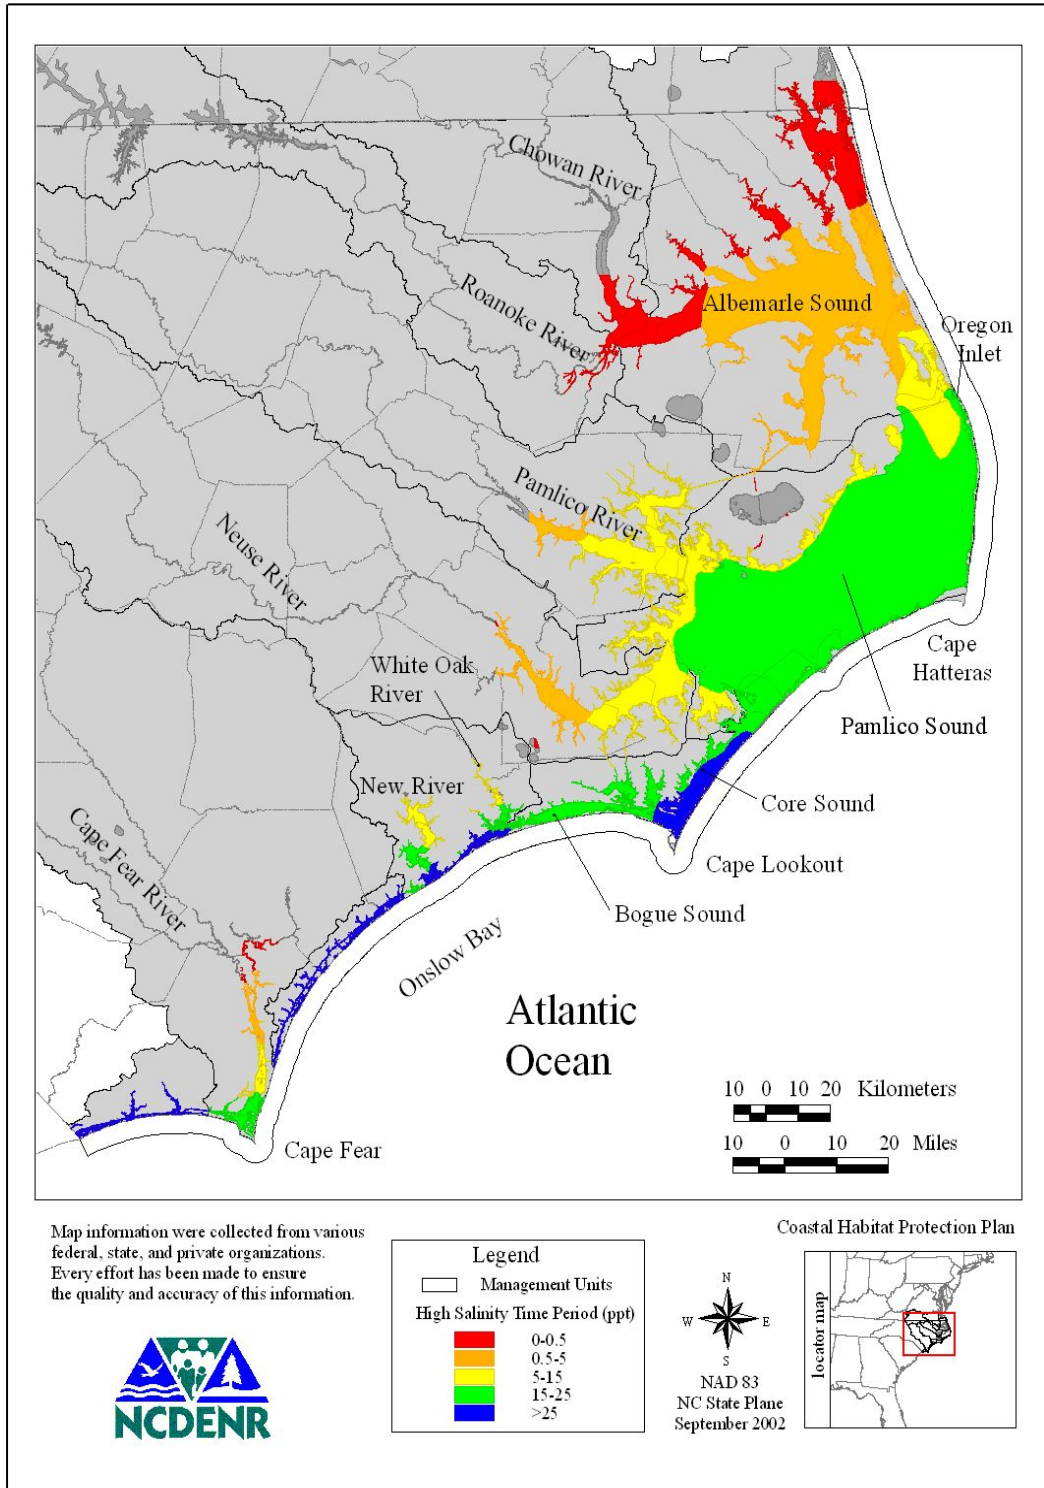 Chowan River
Roanoke River
Albemarle Sound
Oregon
Inlet
Pamlico River
Neuse River
White Oak
River
Cape
Hatteras
Pamlico Sound
New River
Core Sound
Cape Fear River
Cape Lookout
Bogue Sound
Onslow Bay
Atlantic
Ocean
10 0 10 20 Kilometers
10 0 10 20 Miles
Cape Fear
Map information were collected from various
federal, state, and private organizations.
Every effort has been made to ensure
the quality and accuracy of this information.
NCDENR
Legend
Management Units
High Salinity Time Period (ppt)
0-0.5
0.5-5
5-15
15-25
>25
N
W E
S
NAD 83
NC State Plane
September 2002
Coastal Habitat Protection Plan
locator map